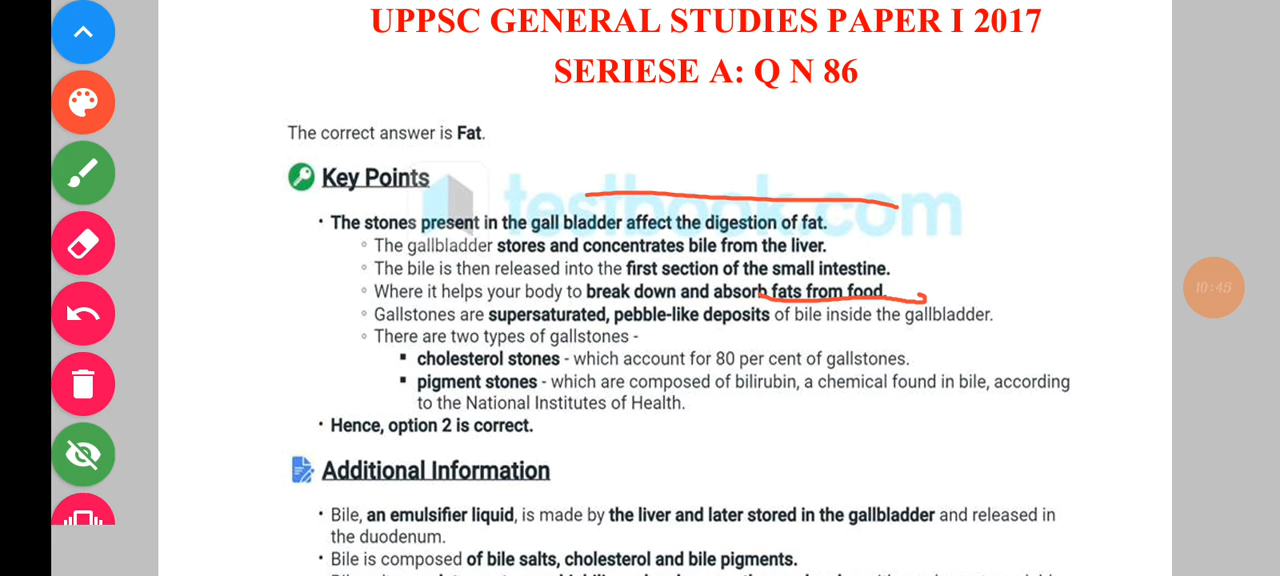 UPPSC GENERAL STUDIES PAPER I 2017
SERIESE A: Q N 86
The correct answer is Fat.
Key Points
testbook.com
• The stones present in the gall bladder affect the digestion of fat.
◦ The gallbladder stores and concentrates bile from the liver.
◦ The bile is then released into the first section of the small intestine.
◦ Where it helps your body to break down and absorb fats from food.
◦ Gallstones are supersaturated, pebble-like deposits of bile inside the gallbladder.
◦ There are two types of gallstones -
▪ cholesterol stones - which account for 80 per cent of gallstones.
▪ pigment stones - which are composed of bilirubin, a chemical found in bile, according
to the National Institutes of Health.
• Hence, option 2 is correct.
10:45
Additional Information
• Bile, an emulsifier liquid, is made by the liver and later stored in the gallbladder and released in
the duodenum.
• Bile is composed of bile salts, cholesterol and bile pigments.